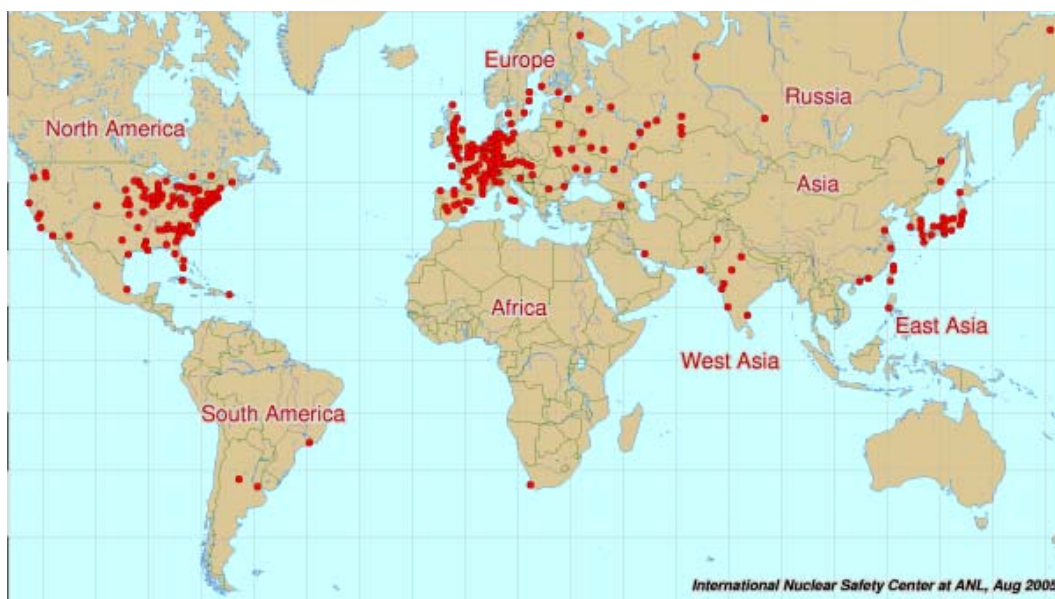 Europe
Russia
North America
Asia
Africa
East Asia
West Asia
South America
International Nuclear Safety Center at ANL, Aug 2005